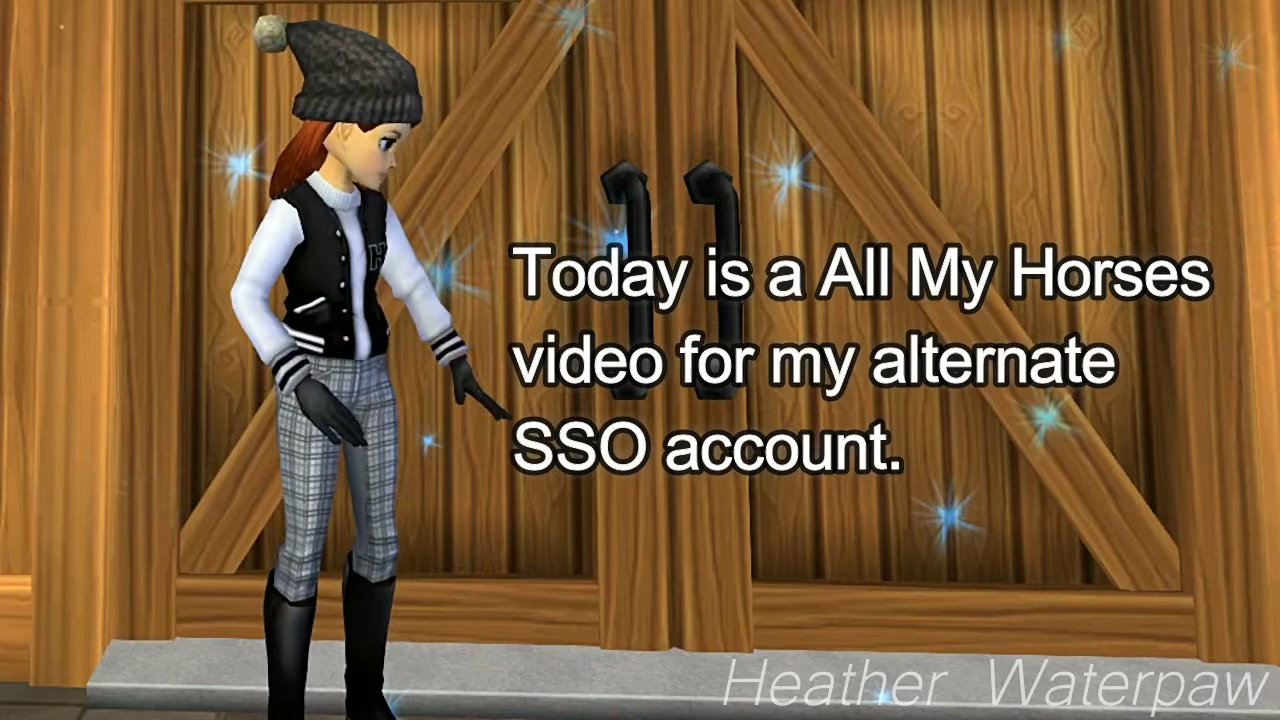 H
Today is a All My Horses
video for my alternate
SSO account.
Heather Waterpaw